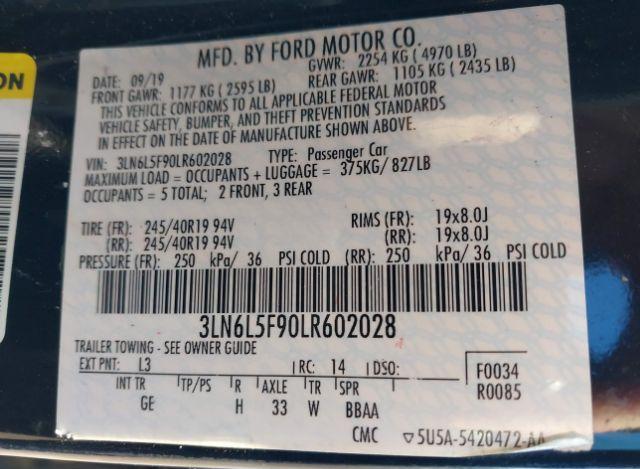 ON
MFD. BY FORD MOTOR CO.
DATE: 09/19 GVWR: 2254 KG ( 4970 LB)
FRONT GAWR: 1177 KG ( 2595 LB) REAR GAWR: 1105 KG ( 2435 LB)
THIS VEHICLE CONFORMS TO ALL APPLICABLE FEDERAL MOTOR
VEHICLE SAFETY, BUMPER, AND THEFT PREVENTION STANDARDS
IN EFFECT ON THE DATE OF MANUFACTURE SHOWN ABOVE.
VIN: 3LN6L5F90LR602028 TYPE: Passenger Car
MAXIMUM LOAD = OCCUPANTS + LUGGAGE = 375KG/ 827LB
OCCUPANTS = 5 TOTAL; 2 FRONT, 3 REAR
TIRE (FR): 245/40R19 94V RIMS (FR): 19x8.0J
(RR): 245/40R19 94V (RR): 19x8.0J
PRESSURE (FR): 250 kPa/ 36 PSI COLD (RR): 250 kPa/ 36 PSI COLD
3LN6L5F90LR602028
TRAILER TOWING - SEE OWNER GUIDE
EXT PNT: L3 RC: 14 DSO: F0034
INT TR TP/PS R AXLE TR SPR R0085
GE H 33 W BBAA
CMC ▽5U5A-5420472-AA